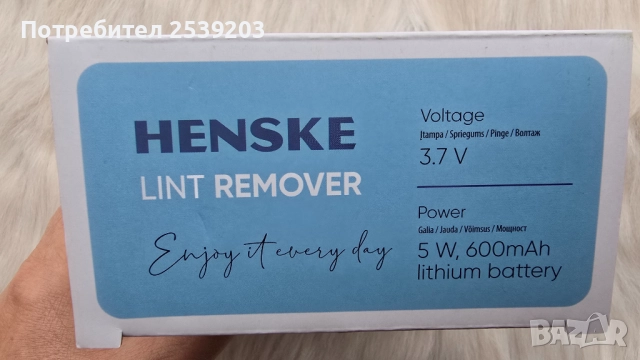 Потребител 2539203
HENSKE
LINT REMOVER
Enjoy it every day
Voltage
Įtampa / Spriegums / Pinge / Волтаж
3.7 V
Power
Galia / Jauda / Võimsus / Мощност
5 W, 600mAh
lithium battery
BAZAR